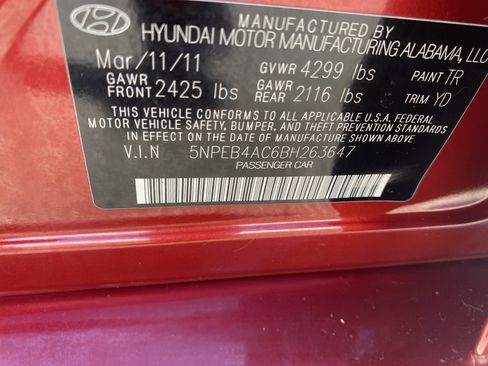 MANUFACTURED BY
HYUNDAI MOTOR MANUFACTURING ALABAMA, LLC
Mar/11/11 GVWR 4299 lbs PAINT TR
GAWR FRONT 2425 lbs GAWR REAR 2116 lbs TRIM YD
THIS VEHICLE CONFORMS TO ALL APPLICABLE U.S.FEDERAL
MOTOR VEHICLE SAFETY, BUMPER, AND THEFT PREVENTION STANDARDS
IN EFFECT ON THE DATE OF MANUFACTURE SHOWN ABOVE.
V.I.N 5NPEB4AC6BH263647
PASSENGER CAR